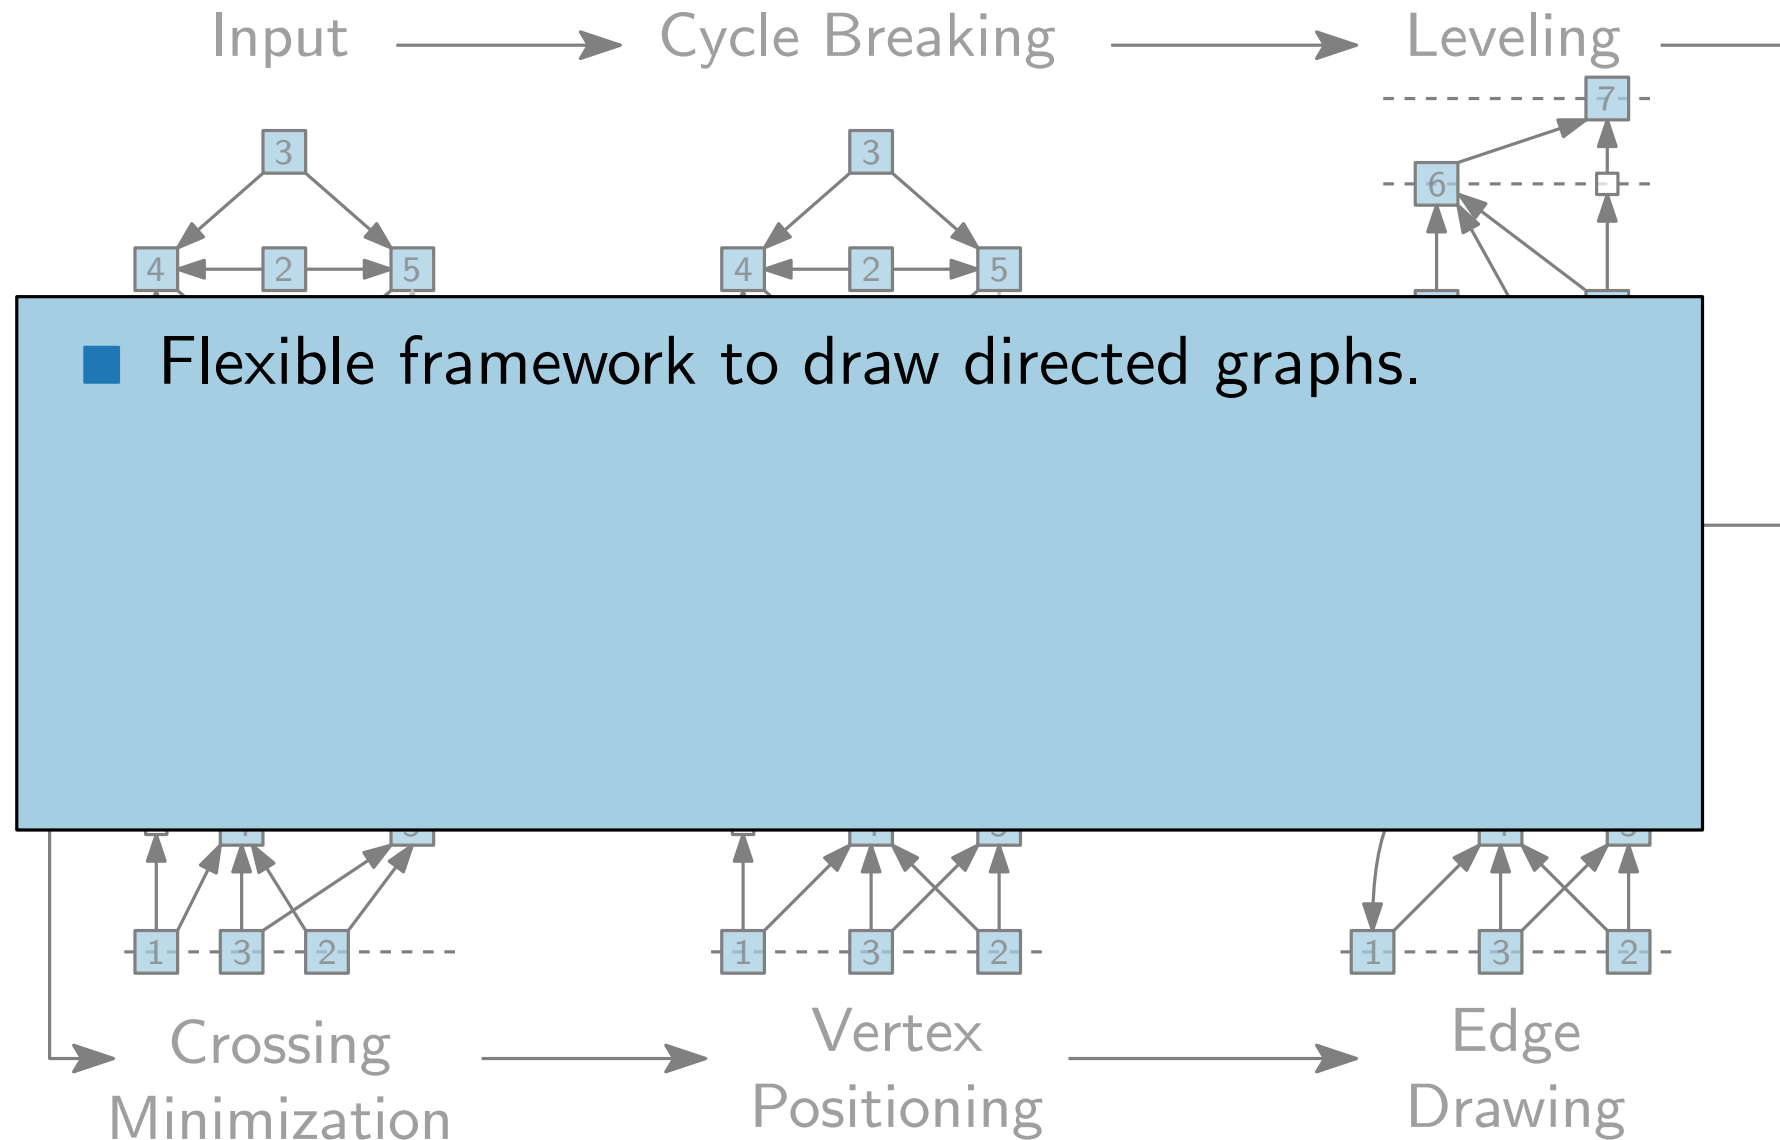 Input Cycle Breaking Leveling
7
3 3
6
4 2 5 4 2 5
Flexible framework to draw directed graphs.
1 3 2 1 3 2 1 3 2
Crossing Vertex Edge
Minimization Positioning Drawing